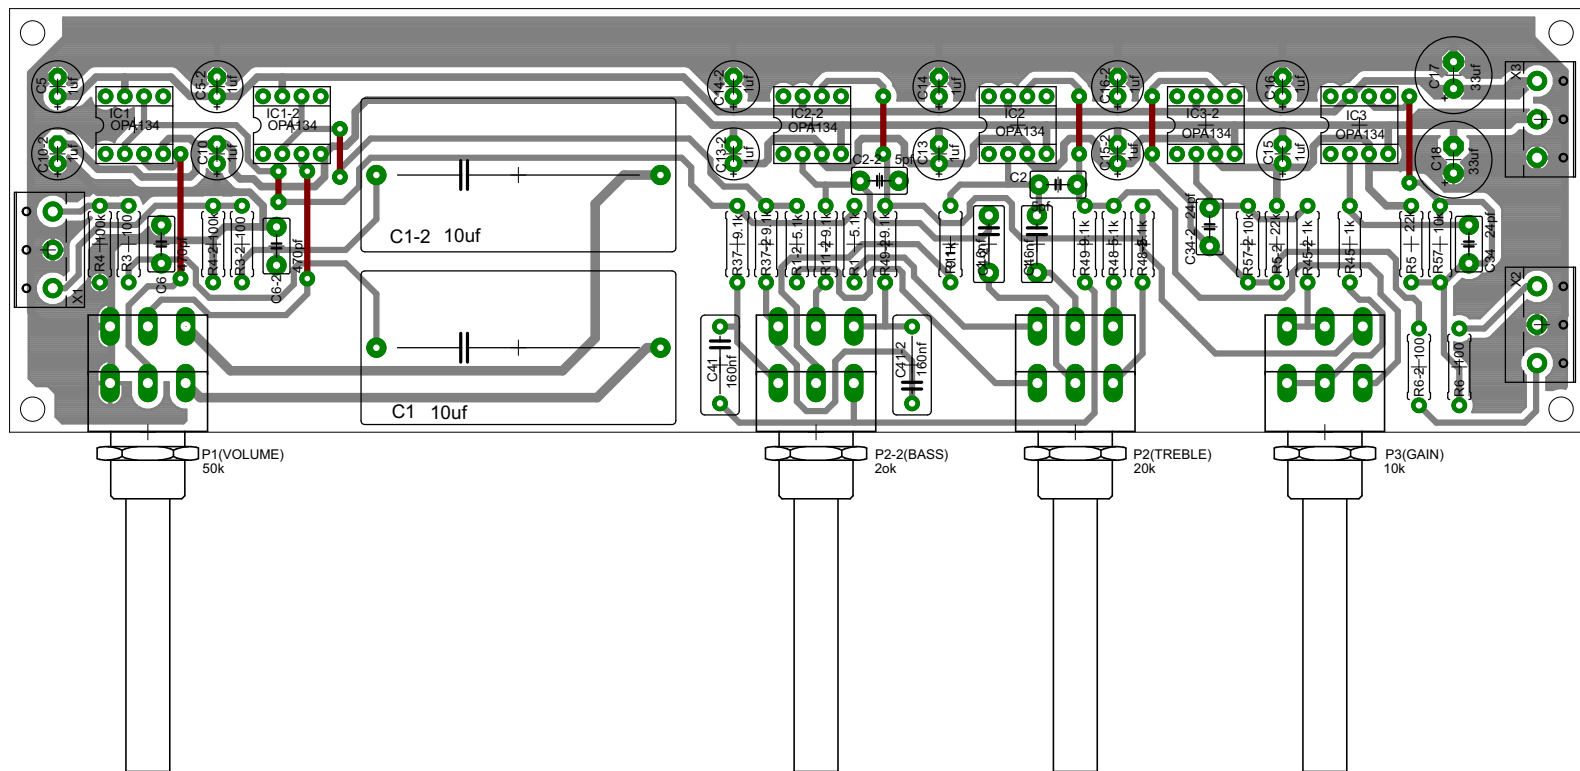 C5
1uf
C5-2
1uf
C14-2
1uf
C14
1uf
C16-2
1uf
C16
1uf
C17
33uf
X3
IC1
OPA134
IC1-2
OPA134
IC2-2
OPA134
IC2
OPA134
IC3-2
OPA134
IC3
OPA134
C10-2
1uf
C10
1uf
C13-2
1uf
C13
1uf
C15-2
1uf
C15
1uf
C18
33uf
C2-2
5pf
C2
X1
R4
100k
R3
100
C6
R4-2
100k
R3-2
100
C6-2
470pf
C1-2
10uf
R37
9.1k
R37-2
9.1k
R1-2
5.1k
R11-2
9.1k
R1
5.1k
R49-2
9.1k
C46nf
R49
9.1k
R48
5.1k
C34-2
24pf
R57-2
10k
R5-2
22k
R45-2
1k
R45
1k
R5
22k
R57
10k
C34
24pf
X2
C41
160nf
C41-2
160nf
R6-2
100
R6
100
C1
10uf
P1(VOLUME)
50k
P2-2(BASS)
2ok
P2(TREBLE)
20k
P3(GAIN)
10k